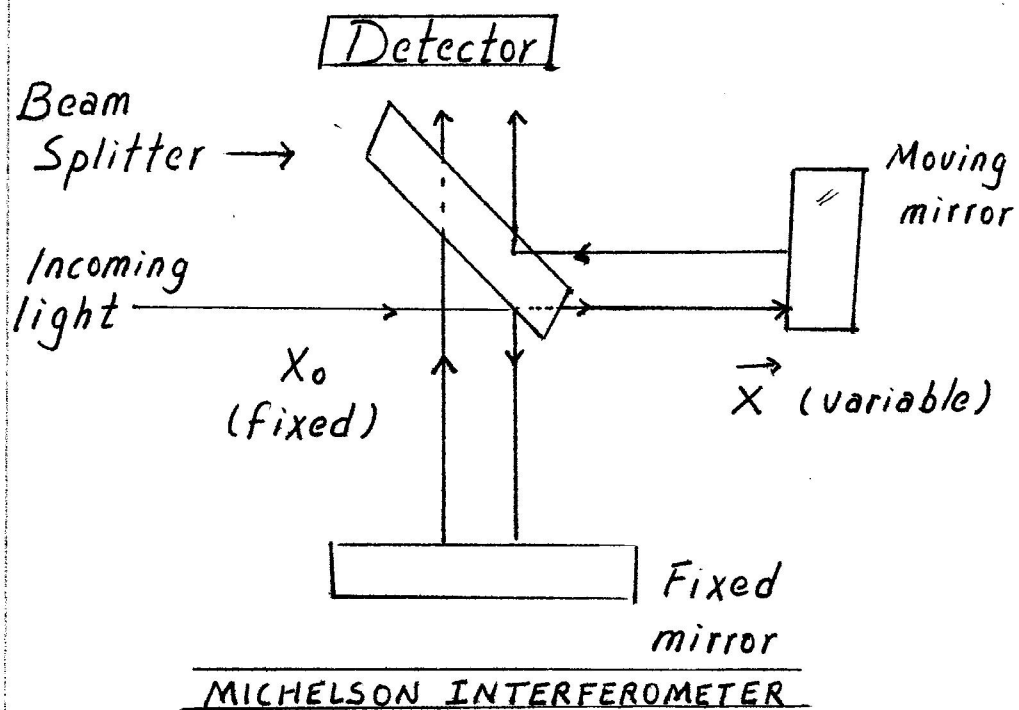 Detector
Beam
Splitter
Moving
mirror
Incoming
light
X₀
(fixed)
X (variable)
Fixed
mirror
MICHELSON INTERFEROMETER